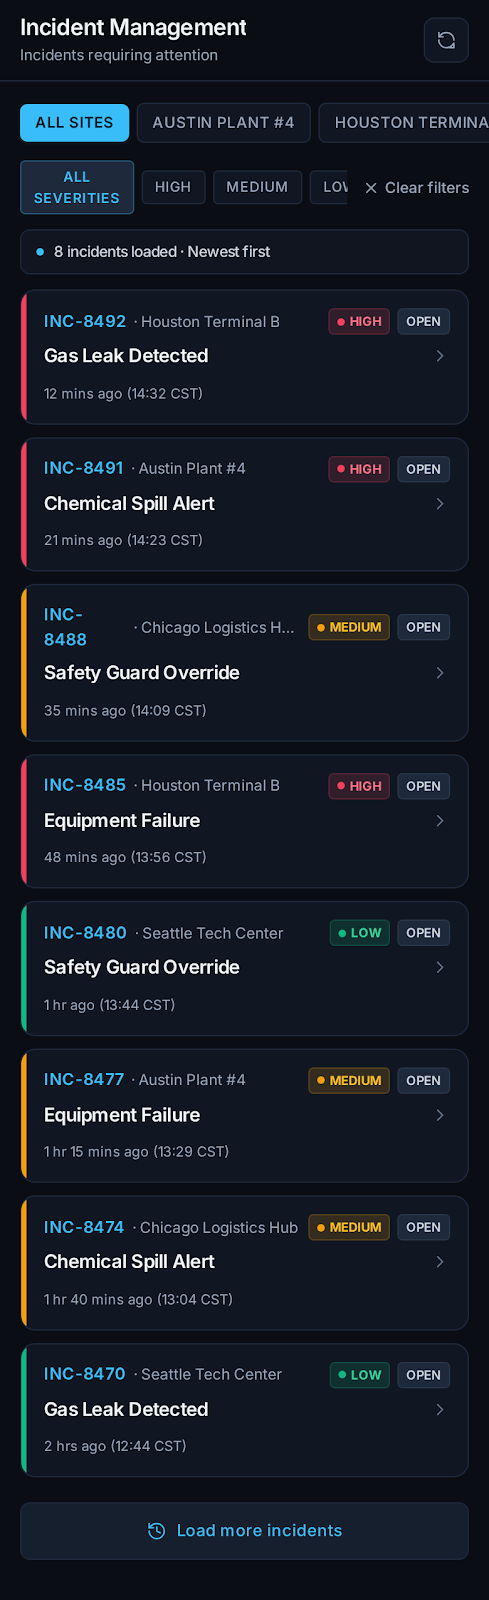 Incident Management
Incidents requiring attention
ALL SITES AUSTIN PLANT #4 HOUSTON TERMINA
ALL
SEVERITIES HIGH MEDIUM LOW Clear filters
8 incidents loaded · Newest first
INC-8492 · Houston Terminal B HIGH OPEN
Gas Leak Detected
12 mins ago (14:32 CST)
INC-8491 · Austin Plant #4 HIGH OPEN
Chemical Spill Alert
21 mins ago (14:23 CST)
INC-
8488 · Chicago Logistics H... MEDIUM OPEN
Safety Guard Override
35 mins ago (14:09 CST)
INC-8485 · Houston Terminal B HIGH OPEN
Equipment Failure
48 mins ago (13:56 CST)
INC-8480 · Seattle Tech Center LOW OPEN
Safety Guard Override
1 hr ago (13:44 CST)
INC-8477 · Austin Plant #4 MEDIUM OPEN
Equipment Failure
1 hr 15 mins ago (13:29 CST)
INC-8474 · Chicago Logistics Hub MEDIUM OPEN
Chemical Spill Alert
1 hr 40 mins ago (13:04 CST)
INC-8470 · Seattle Tech Center LOW OPEN
Gas Leak Detected
2 hrs ago (12:44 CST)
Load more incidents